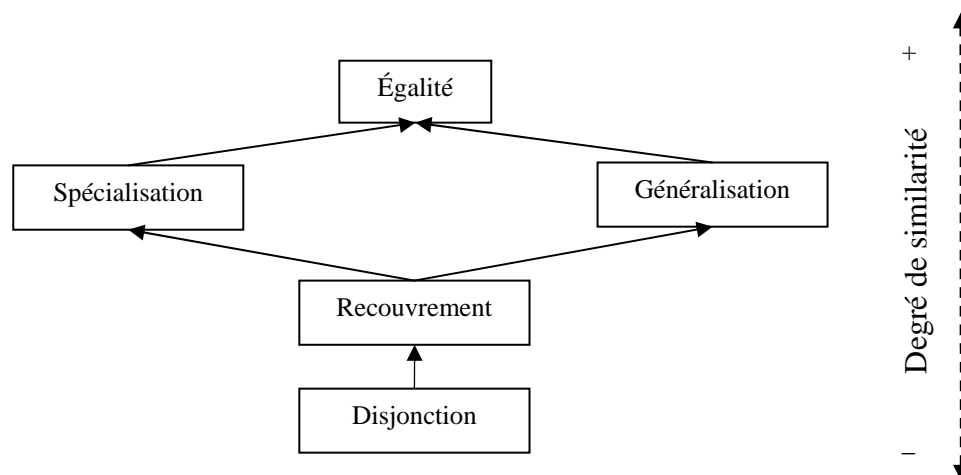 Égalité
Spécialisation
Généralisation
Recouvrement
Disjonction
– Degré de similarité +